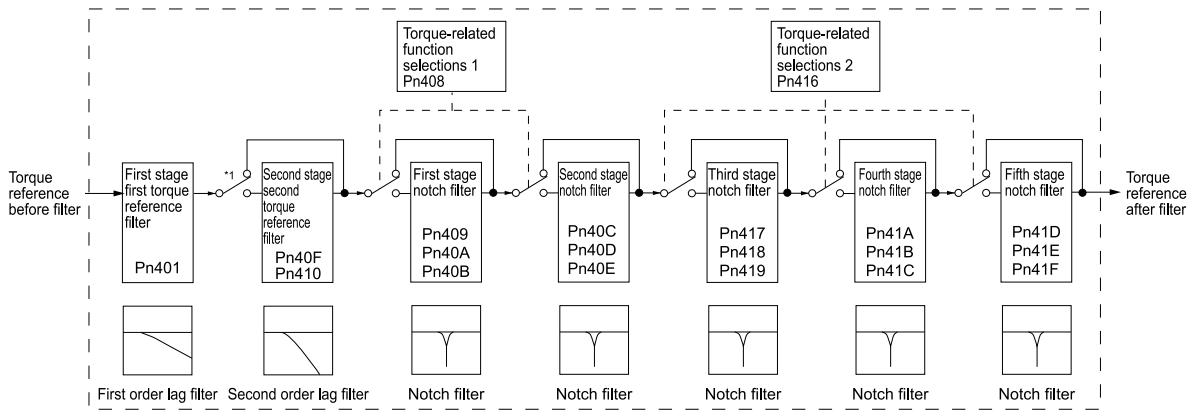 Torque-related
function
selections 1
Pn408
Torque-related
function
selections 2
Pn416
Torque
reference
before filter
First stage
first torque
reference
filter
Pn401
*1
Second stage
second
torque
reference
filter
Pn40F
Pn410
First stage
notch filter
Pn409
Pn40A
Pn40B
Second stage
notch filter
Pn40C
Pn40D
Pn40E
Third stage
notch filter
Pn417
Pn418
Pn419
Fourth stage
notch filter
Pn41A
Pn41B
Pn41C
Fifth stage
notch filter
Pn41D
Pn41E
Pn41F
Torque
reference
after filter
First order lag filter
Second order lag filter
Notch filter
Notch filter
Notch filter
Notch filter
Notch filter